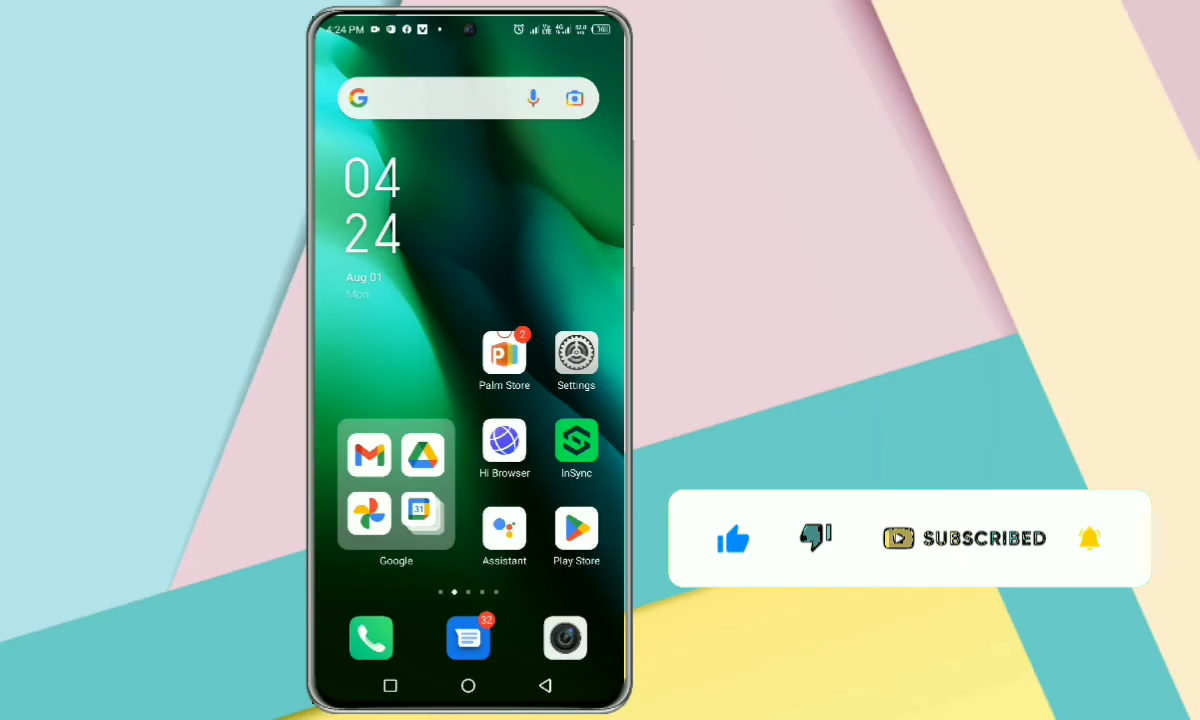 4:24 PM
04
24
Aug 01
Mon
2
Palm Store
Settings
Hi Browser
InSync
31
Google
Assistant
Play Store
32
SUBSCRIBED